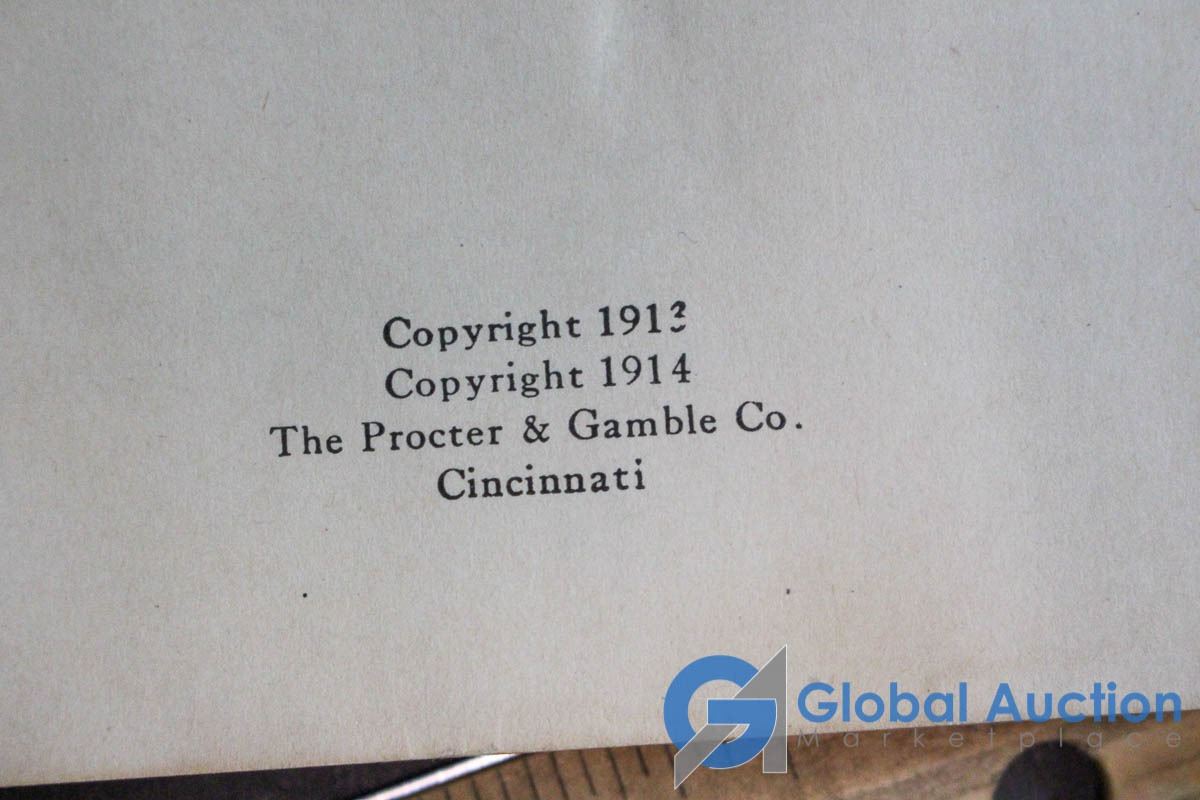 Copyright 1913
Copyright 1914
The Procter & Gamble Co.
Cincinnati
Global Auction
Marketplace